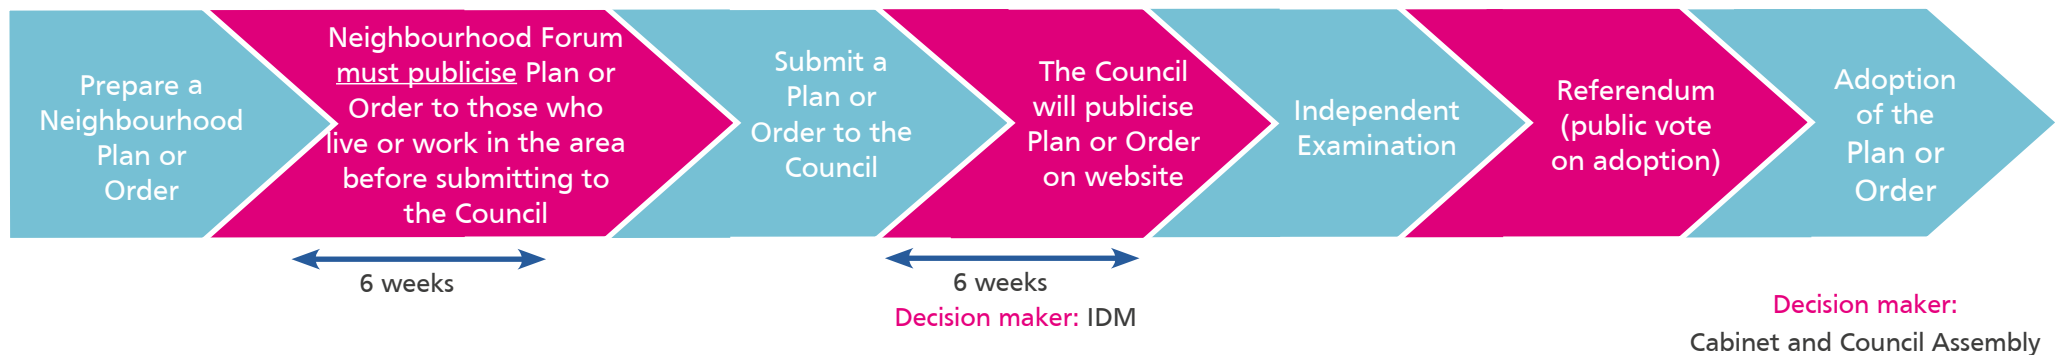 Prepare a
Neighbourhood
Plan or
Order
Neighbourhood Forum
must publicise Plan or
Order to those who
live or work in the area
before submitting to
the Council
Submit a
Plan or
Order to the
Council
The Council
will publicise
Plan or Order
on website
Independent
Examination
Referendum
(public vote
on adoption)
Adoption
of the
Plan or
Order
6 weeks
6 weeks
Decision maker: IDM
Decision maker:
Cabinet and Council Assembly